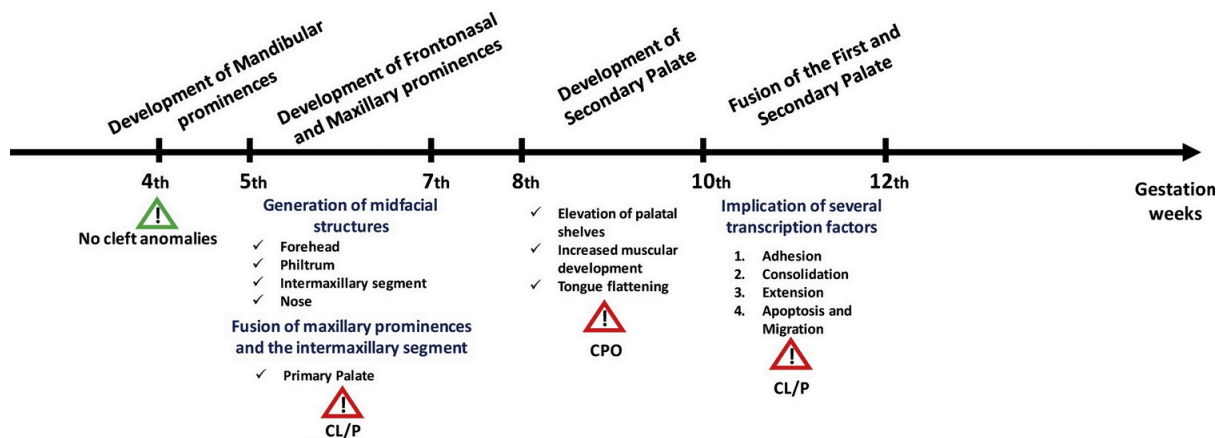 Development of Mandibular
prominences
Development of Frontonasal
and Maxillary prominences
Development of
Secondary Palate
Fusion of the First and
Secondary Palate
4th
5th
7th
8th
10th
12th
Gestation
weeks
!
No cleft anomalies
Generation of midfacial
structures
✓ Forehead
✓ Philtrum
✓ Intermaxillary segment
✓ Nose
Fusion of maxillary prominences
and the intermaxillary segment
✓ Primary Palate
!
CL/P
✓ Elevation of palatal
shelves
✓ Increased muscular
development
✓ Tongue flattening
!
CPO
Implication of several
transcription factors
1. Adhesion
2. Consolidation
3. Extension
4. Apoptosis and
Migration
!
CL/P